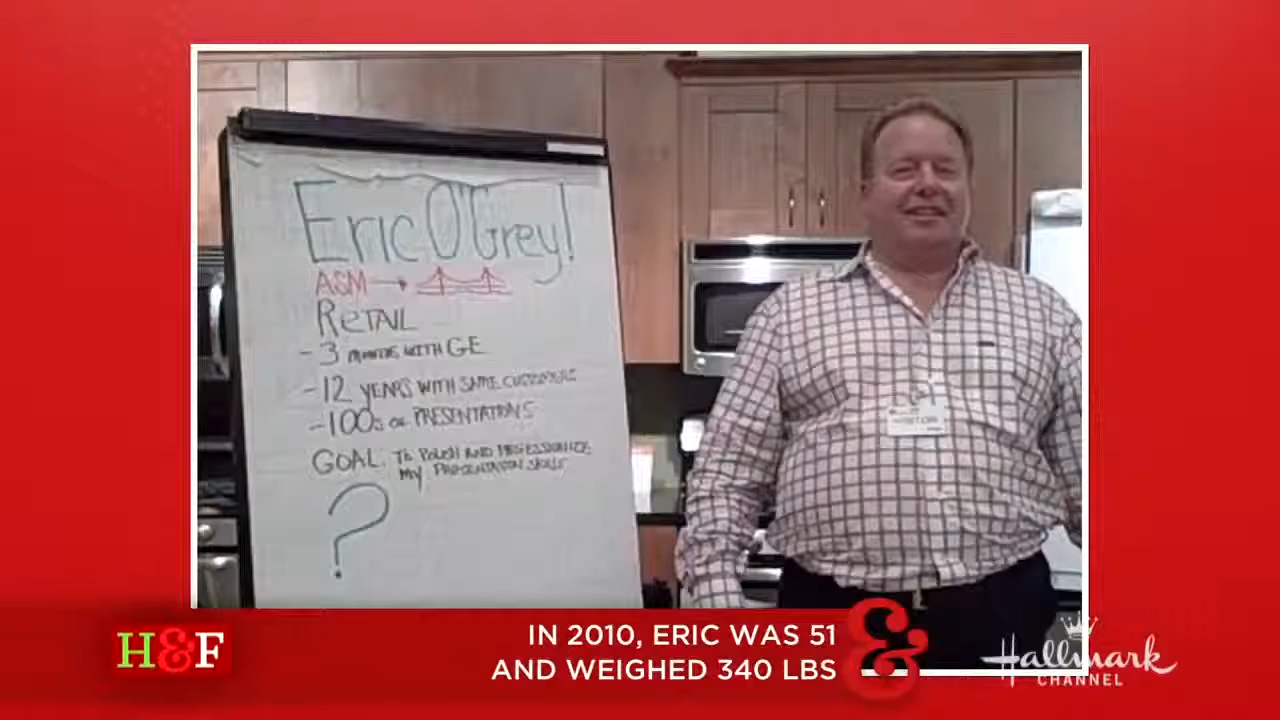 Eric O'Grey!
ASM →
RETAIL
- 3 MONTHS WITH GE
- 12 YEARS WITH SAME CUSTOMERS
- 100s OF PRESENTATIONS
GOAL: TO POLISH AND PROFESSIONALIZE
MY PRESENTATION SKILLS
?
VISITOR
H&F
IN 2010, ERIC WAS 51
AND WEIGHED 340 LBS
&
Hallmark
CHANNEL